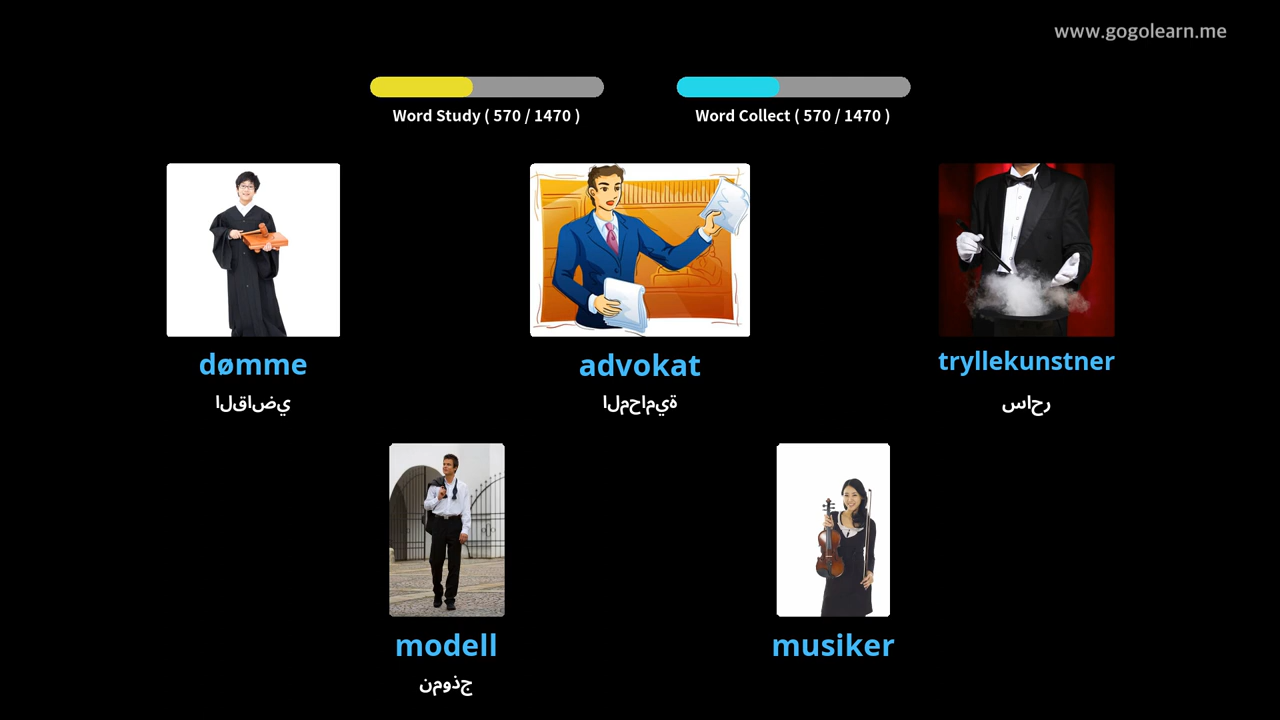 www.gogolearn.me
Word Study ( 570 / 1470 )
Word Collect ( 570 / 1470 )
dømme
القاضي
advokat
المحامية
tryllekunstner
ساحر
modell
نموذج
musiker